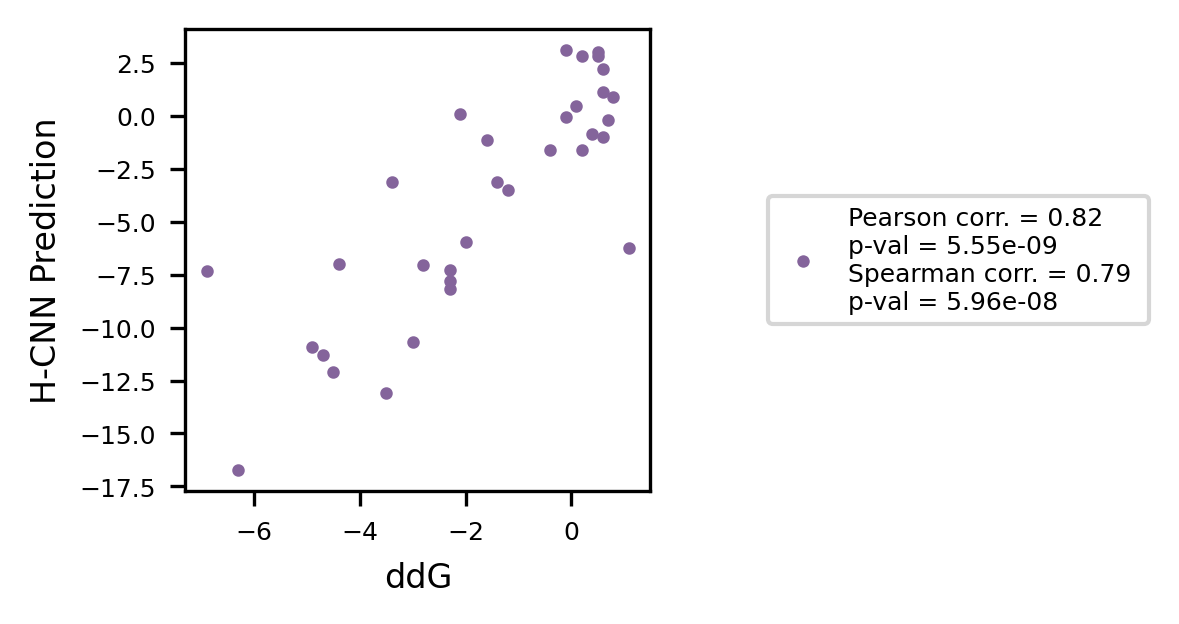 2.5
0.0
−2.5
−5.0
−7.5
−10.0
−12.5
−15.0
−17.5
H-CNN Prediction
−6
−4
−2
0
ddG
Pearson corr. = 0.82
p-val = 5.55e-09
Spearman corr. = 0.79
p-val = 5.96e-08